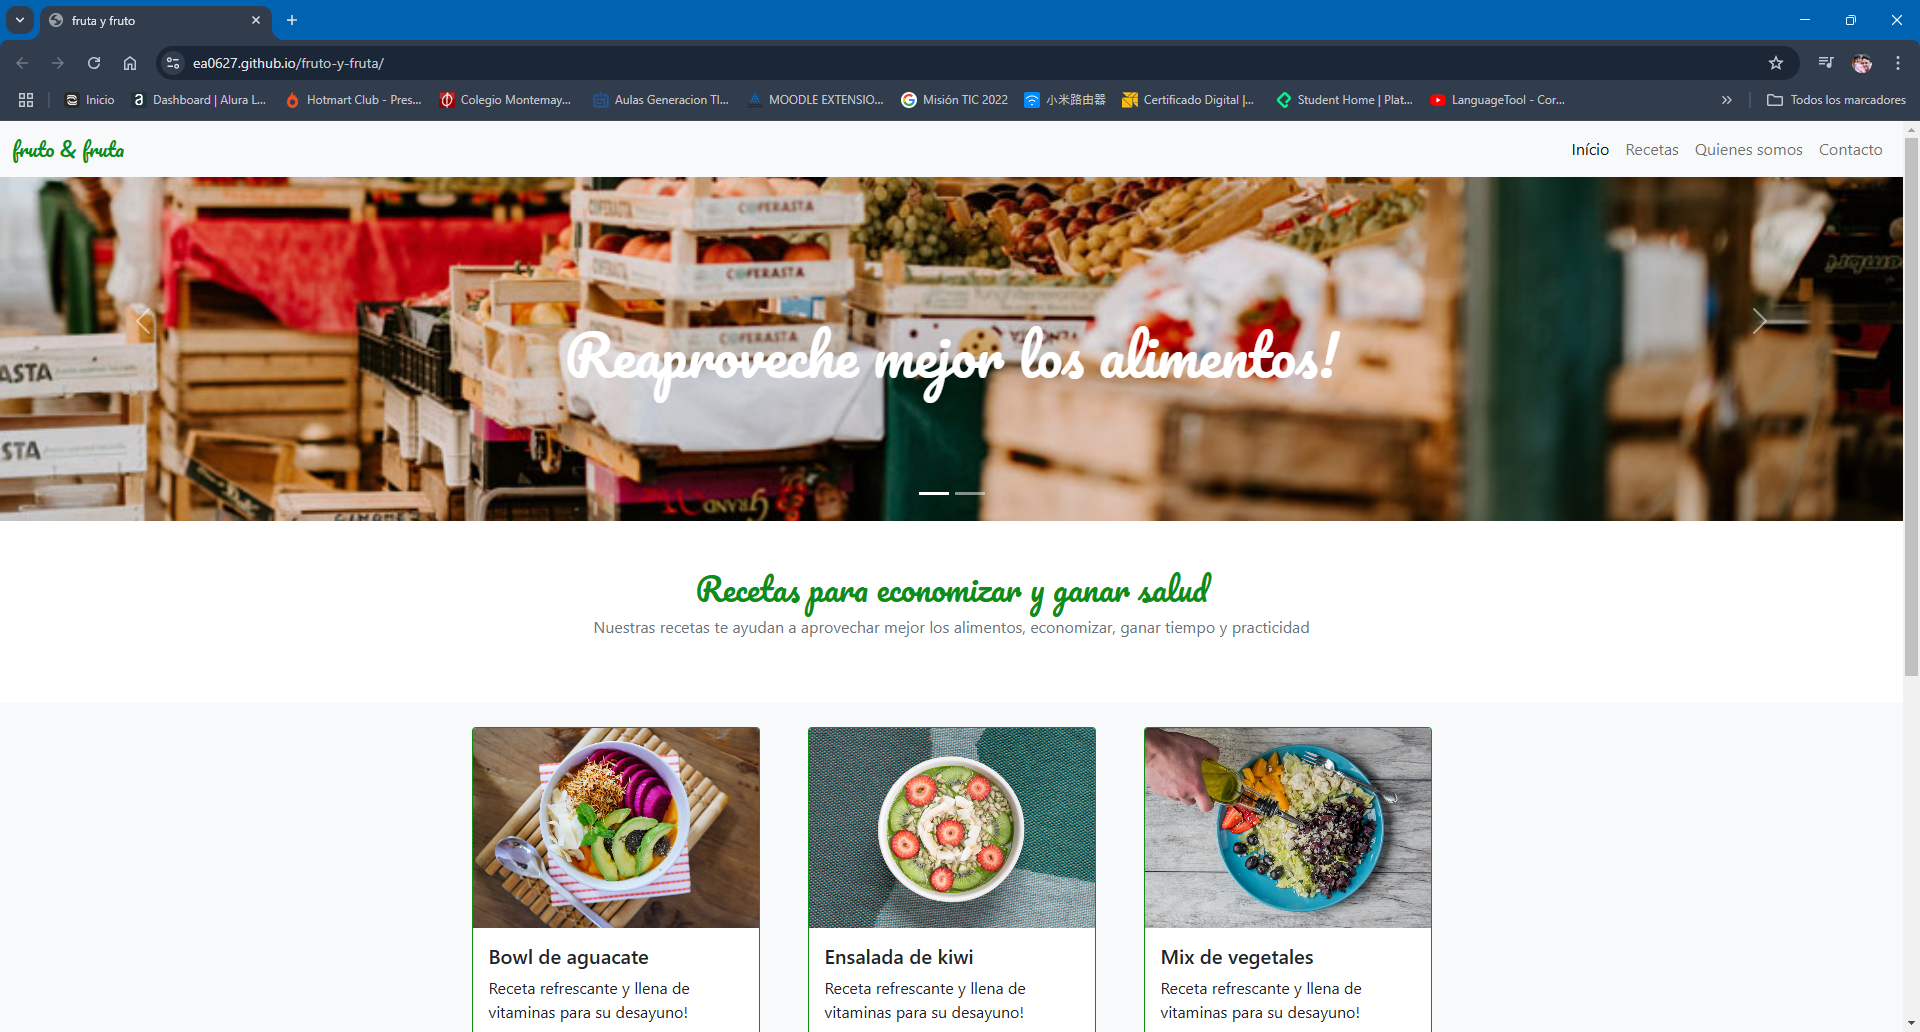 fruta y fruto
ea0627.github.io/fruto-y-fruta/
Inicio
Dashboard | Alura L...
Hotmart Club - Pres...
Colegio Montemay...
Aulas Generacion TI...
MOODLE EXTENSIO...
Misión TIC 2022
小米路由器
Certificado Digital |...
Student Home | Plat...
LanguageTool - Cor...
»
Todos los marcadores
fruto & fruta
Início
Recetas
Quienes somos
Contacto
COFERASTA
COFERASTA
COFERASTA
COFERASTA
ASTA
STA
GRAND
Reaproveche mejor los alimentos!
Recetas para economizar y ganar salud
Nuestras recetas te ayudan a aprovechar mejor los alimentos, economizar, ganar tiempo y practicidad
Bowl de aguacate
Receta refrescante y llena de
vitaminas para su desayuno!
Ensalada de kiwi
Receta refrescante y llena de
vitaminas para su desayuno!
Mix de vegetales
Receta refrescante y llena de
vitaminas para su desayuno!